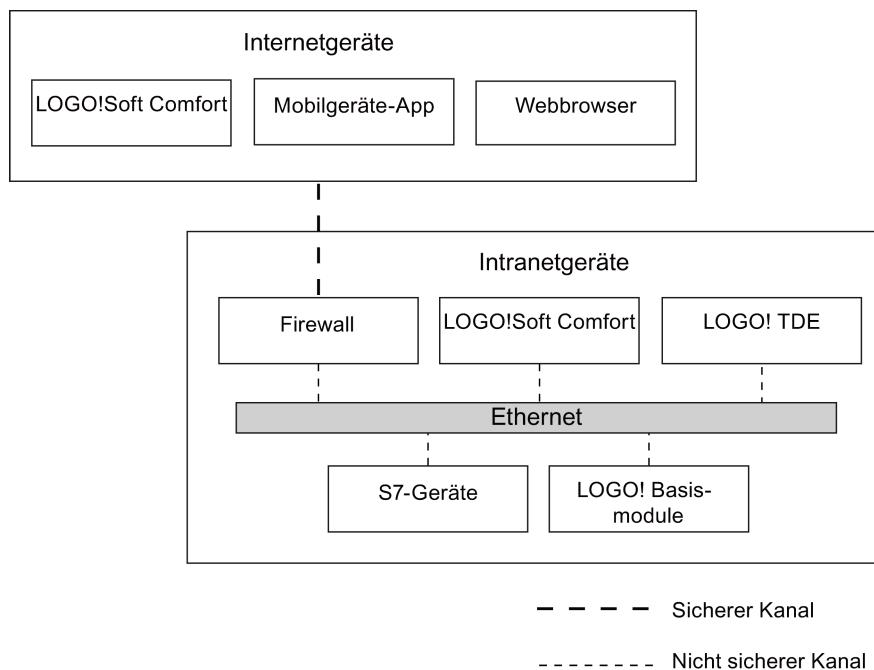 Internetgeräte
LOGO!Soft Comfort
Mobilgeräte-App
Webbrowser
Intranetgeräte
Firewall
LOGO!Soft Comfort
LOGO! TDE
Ethernet
S7-Geräte
LOGO! Basis-
module
Sicherer Kanal
Nicht sicherer Kanal